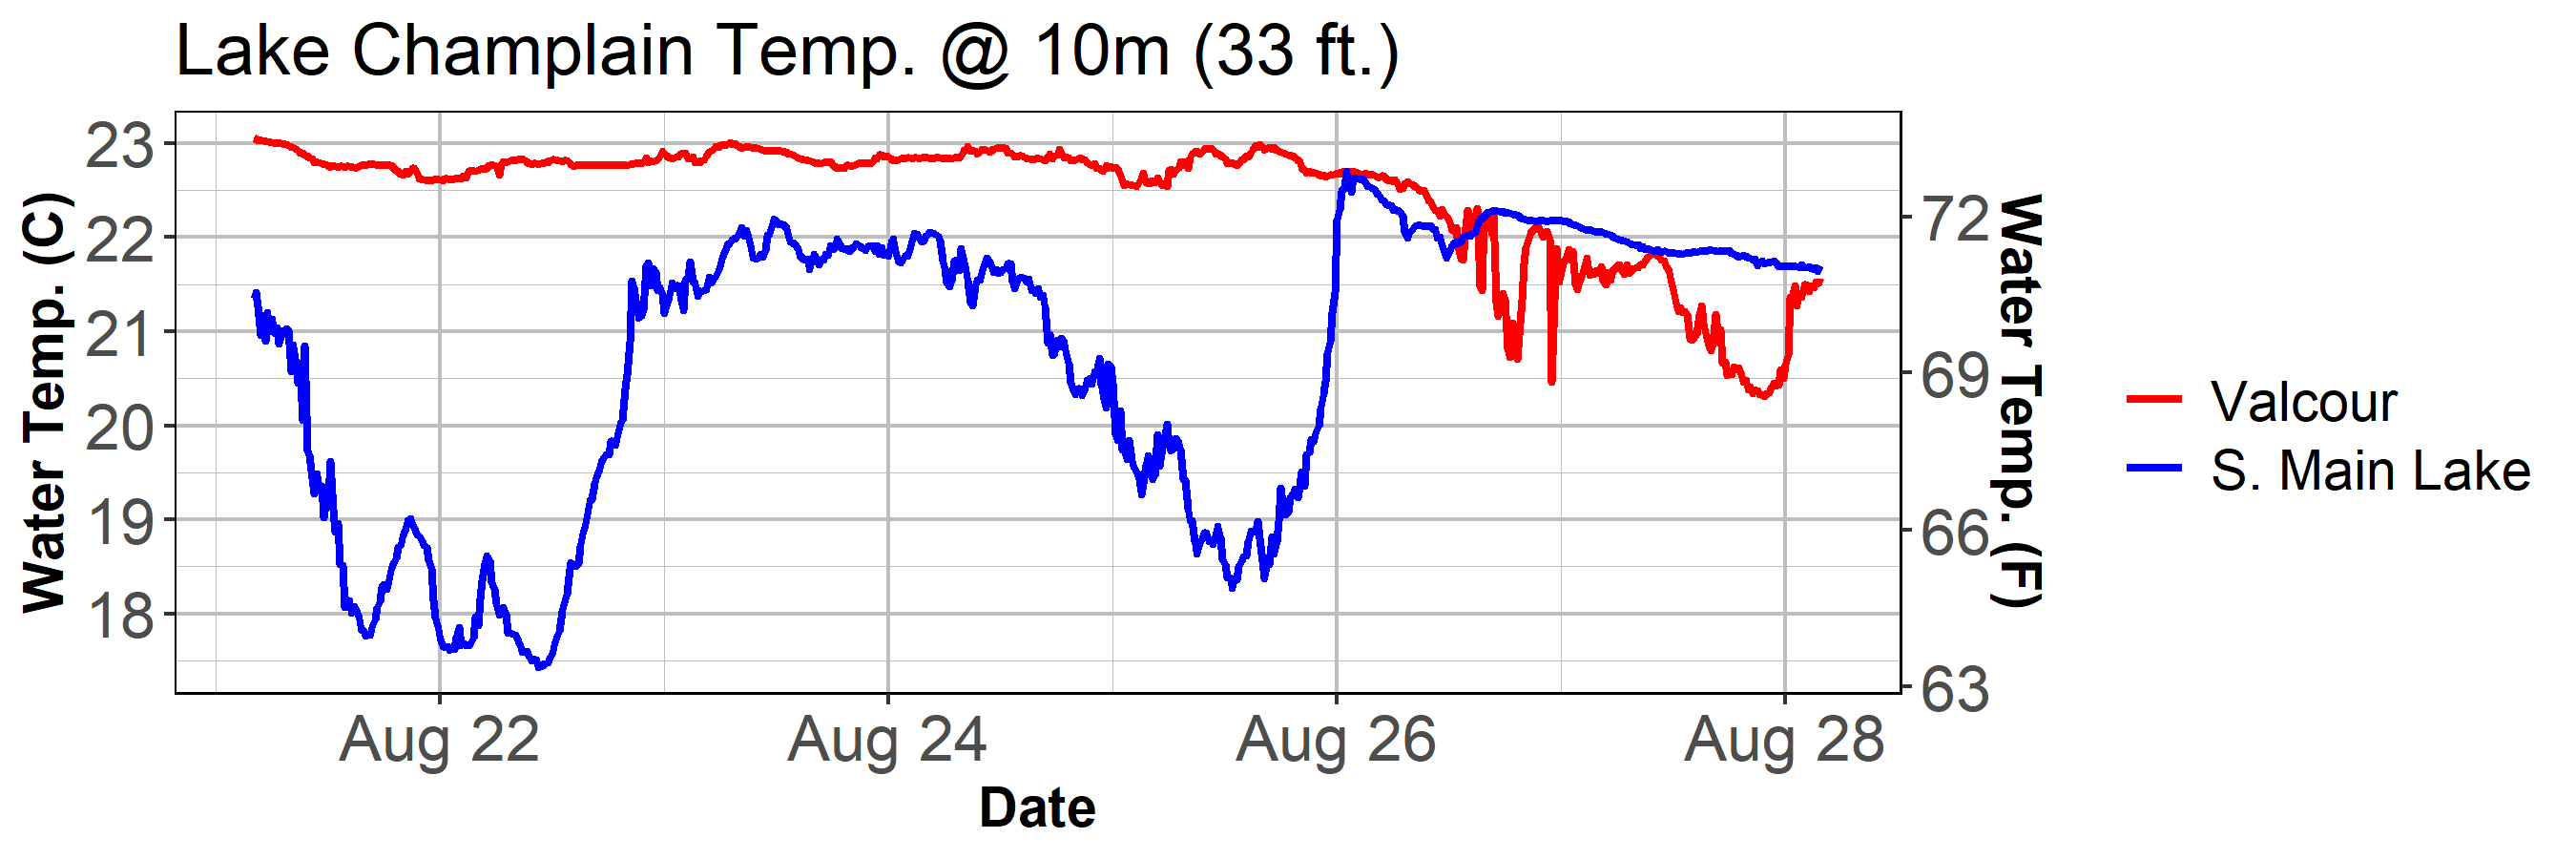 Lake Champlain Temp. @ 10m (33 ft.)
Water Temp. (C)
23
22
21
20
19
18
72
69
66
63
Water Temp. (F)
Aug 22
Aug 24
Aug 26
Aug 28
Date
Valcour
S. Main Lake